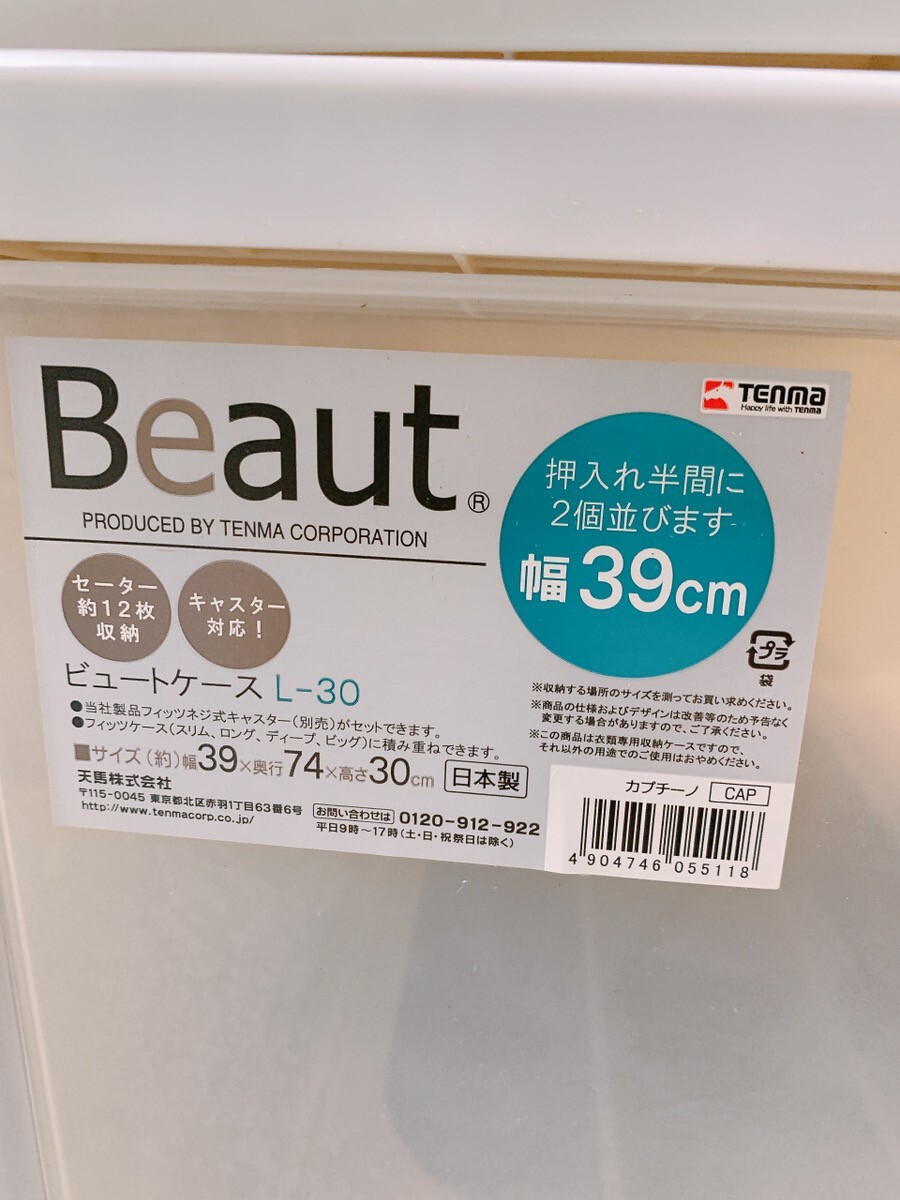 Beaut®
PRODUCED BY TENMA CORPORATION
TENMA
Happy life with TENMA
押入れ半間に
2個並びます
幅39cm
セーター
約12枚
収納
キャスター
対応!
プラ
袋
ビュートケース L-30
●当社製品フィッツネジ式キャスター(別売)がセットできます。
●フィッツケース(スリム、ロング、ディープ、ビッグ)に積み重ねできます。
■サイズ(約)幅39×奥行74×高さ30cm 日本製
天馬株式会社
〒115-0045 東京都北区赤羽1丁目63番6号
http://www.tenmacorp.co.jp/
お問い合わせは 0120-912-922
平日9時～17時(土・日・祝祭日は除く)
※収納する場所のサイズを測ってお買い求めください。
※商品の仕様およびデザインは改善等のため予告なく
変更する場合がありますので、ご了承ください。
※この商品は衣類専用収納ケースですので、
それ以外の用途でのご使用はおやめください。
カプチーノ CAP
4 904746 055118